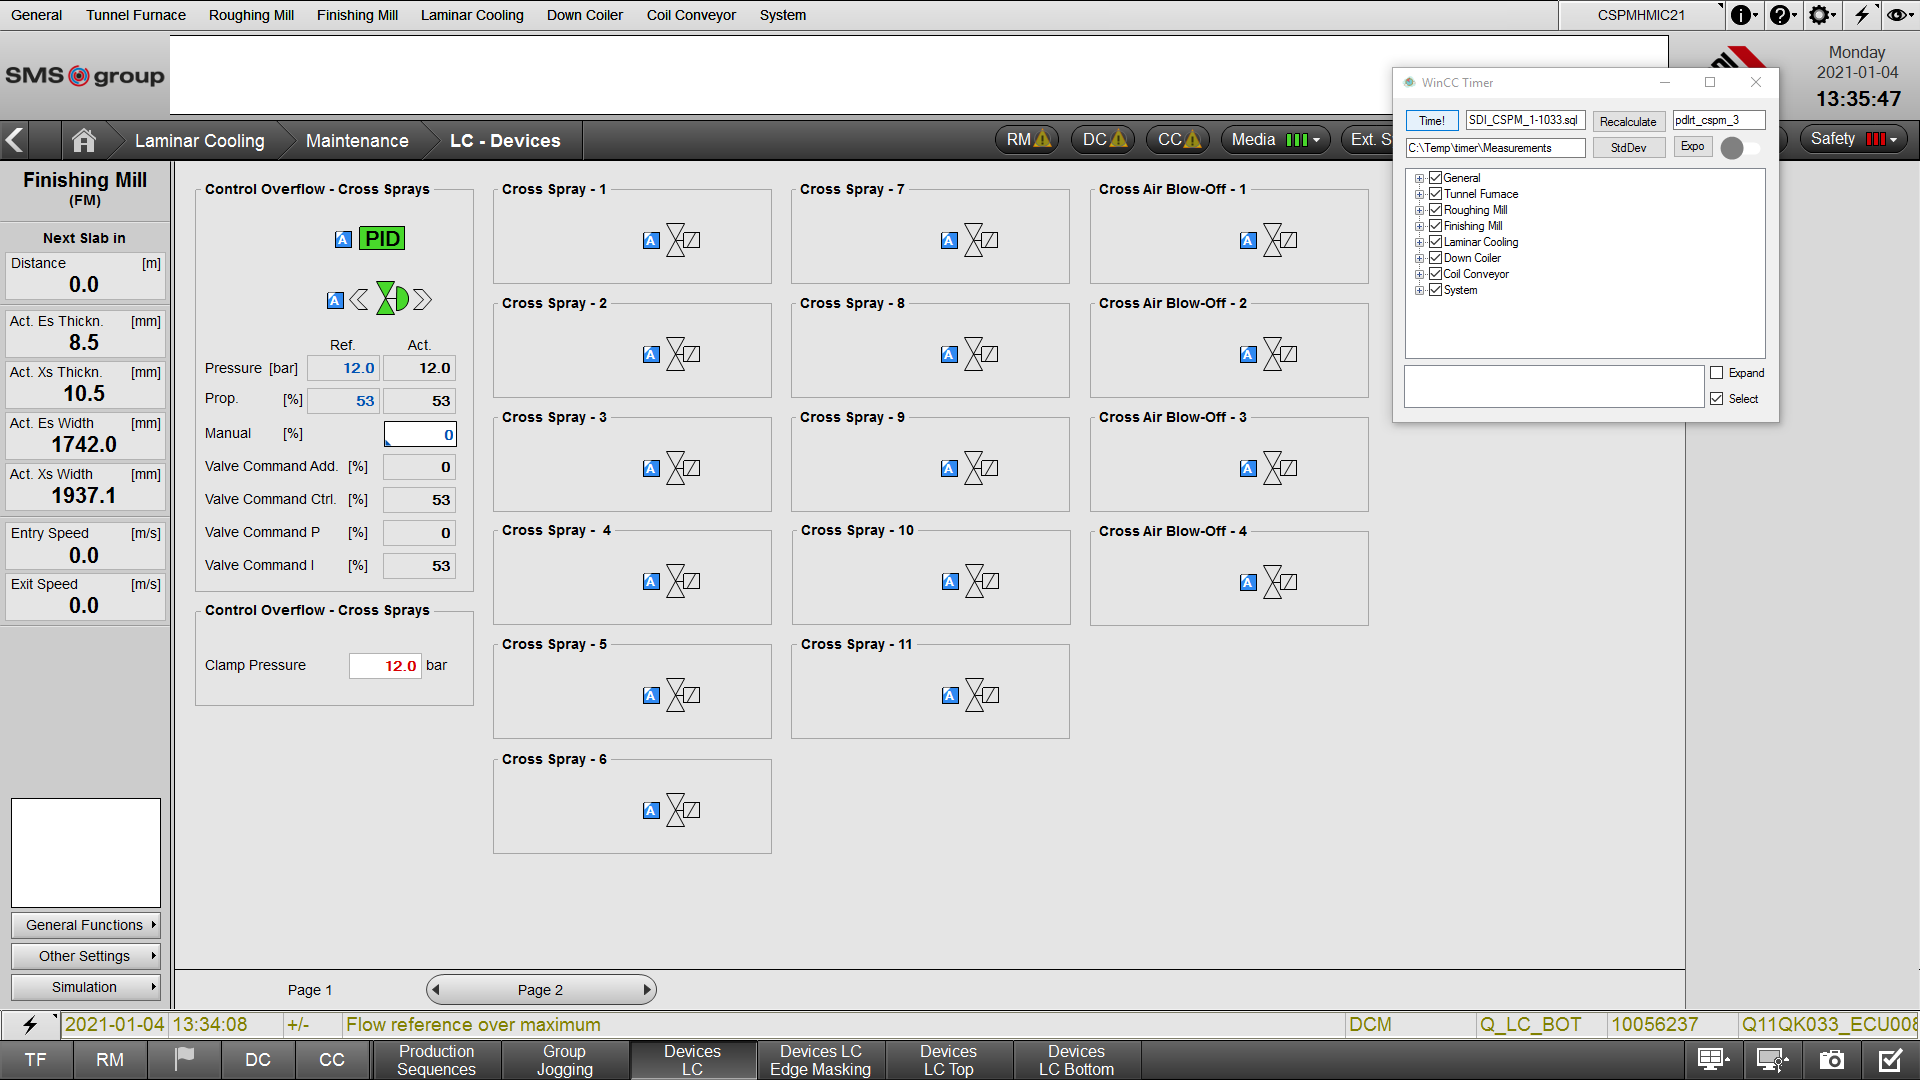 General Tunnel Furnace Roughing Mill Finishing Mill Laminar Cooling Down Coiler Coil Conveyor System CSPMHMIC21
SMS group
Monday
2021-01-04
13:35:47
WinCC Timer
Time! SDI_CSPM_1-1033.sql Recalculate pdlrt_cspm_3
C:\Temp\timer\Measurements StdDev Expo
General
Tunnel Furnace
Roughing Mill
Finishing Mill
Laminar Cooling
Down Coiler
Coil Conveyor
System
Expand
Select
Laminar Cooling Maintenance LC - Devices RM DC CC Media Ext. S Safety
Finishing Mill
(FM)
Next Slab in
Distance [m]
0.0
Act. Es Thickn. [mm]
8.5
Act. Xs Thickn. [mm]
10.5
Act. Es Width [mm]
1742.0
Act. Xs Width [mm]
1937.1
Entry Speed [m/s]
0.0
Exit Speed [m/s]
0.0
General Functions
Other Settings
Simulation
Control Overflow - Cross Sprays
A PID
A
Ref. Act.
Pressure [bar] 12.0 12.0
Prop. [%] 53 53
Manual [%] 0
Valve Command Add. [%] 0
Valve Command Ctrl. [%] 53
Valve Command P [%] 0
Valve Command I [%] 53
Control Overflow - Cross Sprays
Clamp Pressure 12.0 bar
Cross Spray - 1
A
Cross Spray - 2
A
Cross Spray - 3
A
Cross Spray - 4
A
Cross Spray - 5
A
Cross Spray - 6
A
Cross Spray - 7
A
Cross Spray - 8
A
Cross Spray - 9
A
Cross Spray - 10
A
Cross Spray - 11
A
Cross Air Blow-Off - 1
A
Cross Air Blow-Off - 2
A
Cross Air Blow-Off - 3
A
Cross Air Blow-Off - 4
A
Page 1 Page 2
2021-01-04 13:34:08 +/- Flow reference over maximum DCM Q_LC_BOT 10056237 Q11QK033_ECU008
TF RM DC CC
Production
Sequences
Group
Jogging
Devices
LC
Devices LC
Edge Masking
Devices
LC Top
Devices
LC Bottom